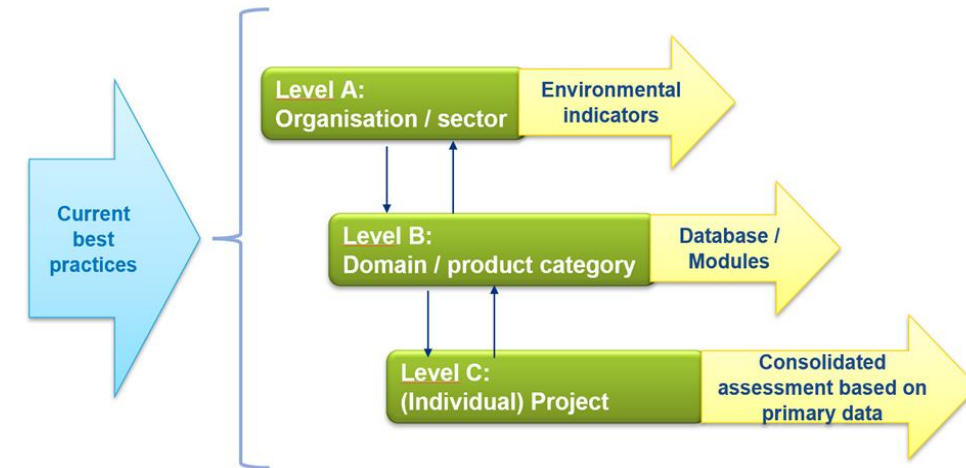 Current
best
practices
Level A:
Organisation / sector
Environmental
indicators
Level B:
Domain / product category
Database /
Modules
Level C:
(Individual) Project
Consolidated
assessment based on
primary data